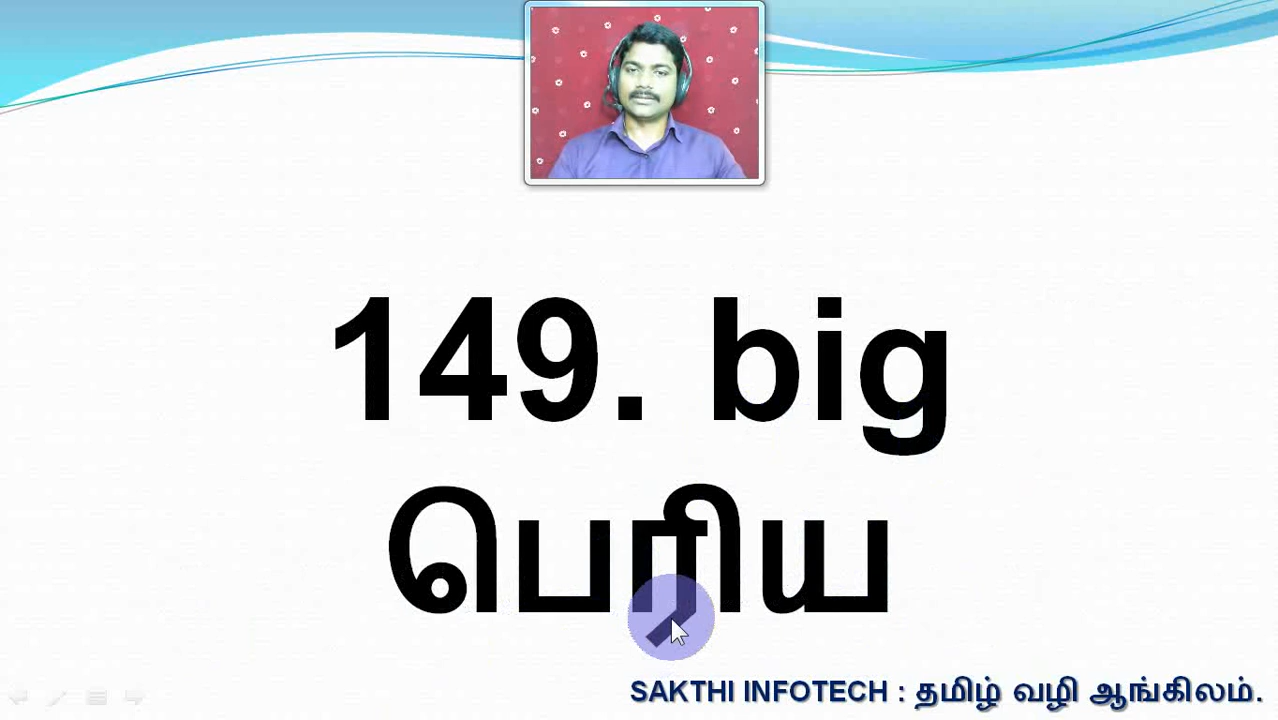 149. big
பெரிய
SAKTHI INFOTECH : தமிழ் வழி ஆங்கிலம்.